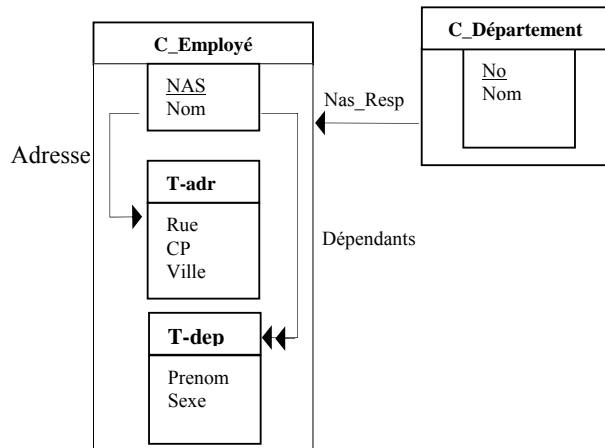 C_Employé
NAS
Nom
Adresse
T-adr
Rue
CP
Ville
T-dep
Prenom
Sexe
Dépendants
Nas_Resp
C_Département
No
Nom